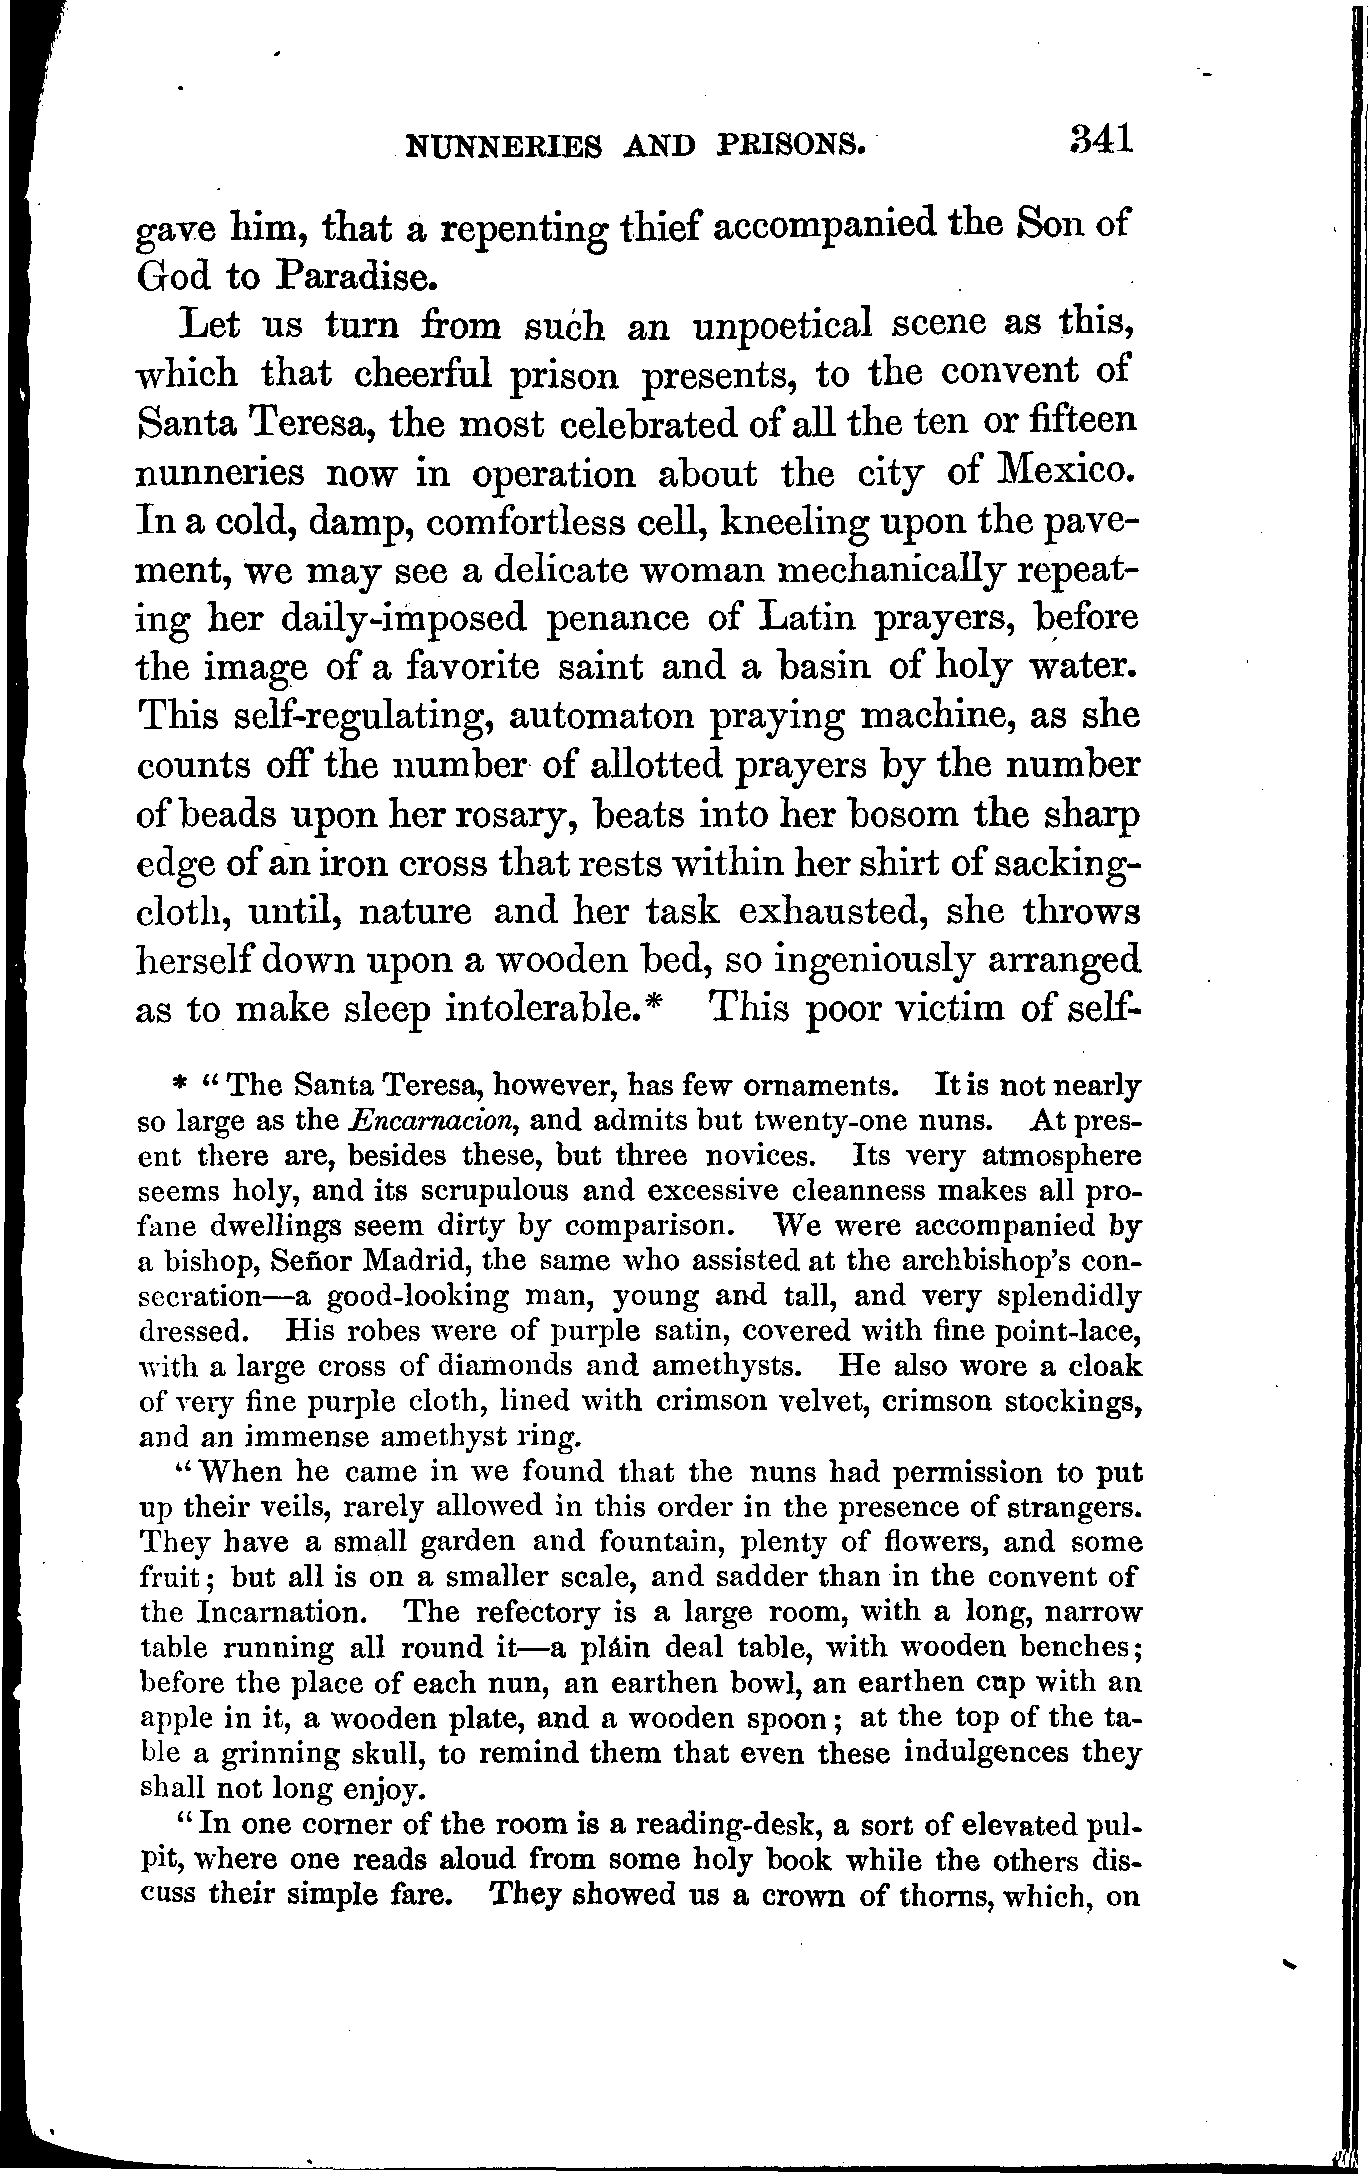 NUNNERIES AND PRISONS. 341
gave him, that a repenting thief accompanied the Son of
God to Paradise.
Let us turn from such an unpoetical scene as this,
which that cheerful prison presents, to the convent of
Santa Teresa, the most celebrated of all the ten or fifteen
nunneries now in operation about the city of Mexico.
In a cold, damp, comfortless cell, kneeling upon the pave-
ment, we may see a delicate woman mechanically repeat-
ing her daily-imposed penance of Latin prayers, before
the image of a favorite saint and a basin of holy water.
This self-regulating, automaton praying machine, as she
counts off the number of allotted prayers by the number
of beads upon her rosary, beats into her bosom the sharp
edge of an iron cross that rests within her shirt of sacking-
cloth, until, nature and her task exhausted, she throws
herself down upon a wooden bed, so ingeniously arranged
as to make sleep intolerable.* This poor victim of self-
* "The Santa Teresa, however, has few ornaments. It is not nearly
so large as the Encarnacion, and admits but twenty-one nuns. At pres-
ent there are, besides these, but three novices. Its very atmosphere
seems holy, and its scrupulous and excessive cleanness makes all pro-
fane dwellings seem dirty by comparison. We were accompanied by
a bishop, Señor Madrid, the same who assisted at the archbishop's con-
secration—a good-looking man, young and tall, and very splendidly
dressed. His robes were of purple satin, covered with fine point-lace,
with a large cross of diamonds and amethysts. He also wore a cloak
of very fine purple cloth, lined with crimson velvet, crimson stockings,
and an immense amethyst ring.
"When he came in we found that the nuns had permission to put
up their veils, rarely allowed in this order in the presence of strangers.
They have a small garden and fountain, plenty of flowers, and some
fruit; but all is on a smaller scale, and sadder than in the convent of
the Incarnation. The refectory is a large room, with a long, narrow
table running all round it—a plain deal table, with wooden benches;
before the place of each nun, an earthen bowl, an earthen cup with an
apple in it, a wooden plate, and a wooden spoon; at the top of the ta-
ble a grinning skull, to remind them that even these indulgences they
shall not long enjoy.
"In one corner of the room is a reading-desk, a sort of elevated pul-
pit, where one reads aloud from some holy book while the others dis-
cuss their simple fare. They showed us a crown of thorns, which, on